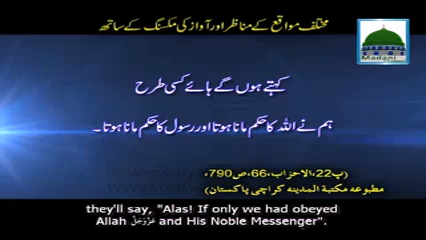 مختلف مواقع کے مناظر اور آواز کی مکسنگ کے ساتھ
Madani
کہتے ہوں گے ہائے کسی طرح
ہم نے اللہ کا حکم مانا ہوتا اور رسول کا حکم مانا ہوتا۔
(پ22،الاحزاب،66،ص790،
مطبوعہ مکتبۃ المدینہ کراچی پاکستان)
they'll say, "Alas! If only we had obeyed
Allah عَزَّوَجَلَّ and His Noble Messenger".